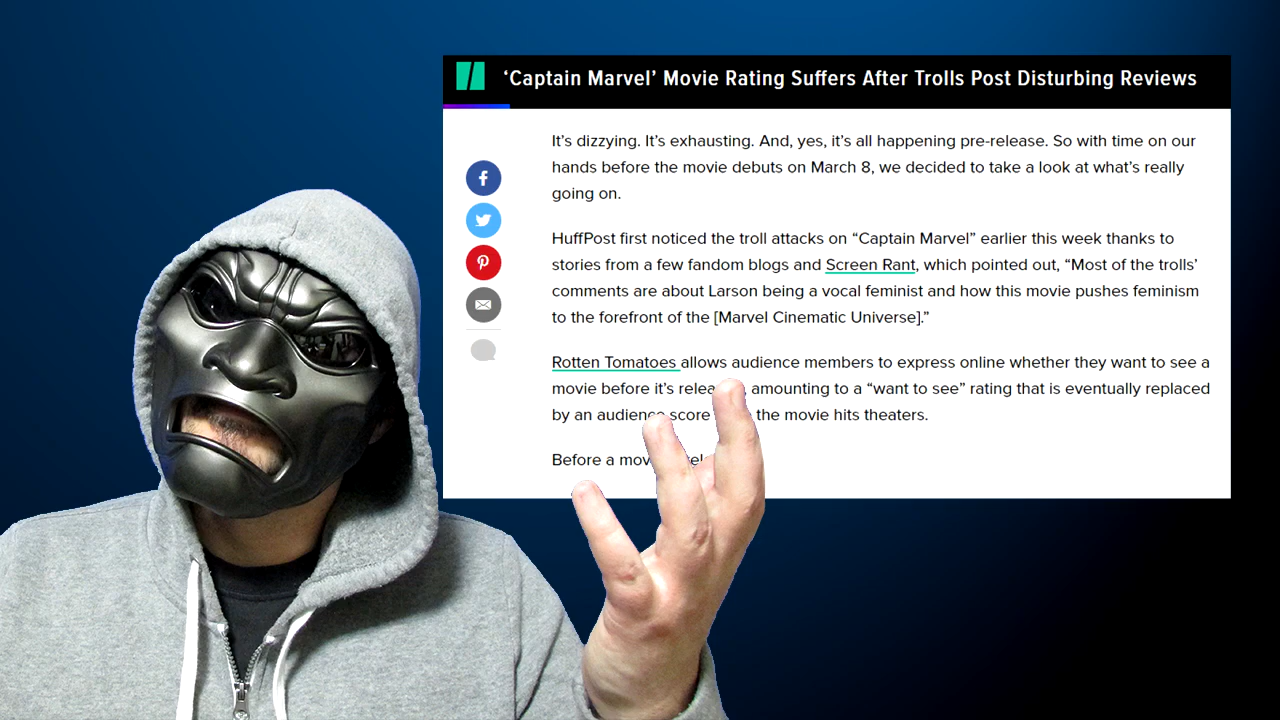 ‘Captain Marvel’ Movie Rating Suffers After Trolls Post Disturbing Reviews
It’s dizzying. It’s exhausting. And, yes, it’s all happening pre-release. So with time on our
hands before the movie debuts on March 8, we decided to take a look at what’s really
going on.
HuffPost first noticed the troll attacks on “Captain Marvel” earlier this week thanks to
stories from a few fandom blogs and Screen Rant, which pointed out, “Most of the trolls’
comments are about Larson being a vocal feminist and how this movie pushes feminism
to the forefront of the [Marvel Cinematic Universe].”
Rotten Tomatoes allows audience members to express online whether they want to see a
movie before it’s amounting to a “want to see” rating that is eventually replaced
by an audience score the movie hits theaters.
Before a